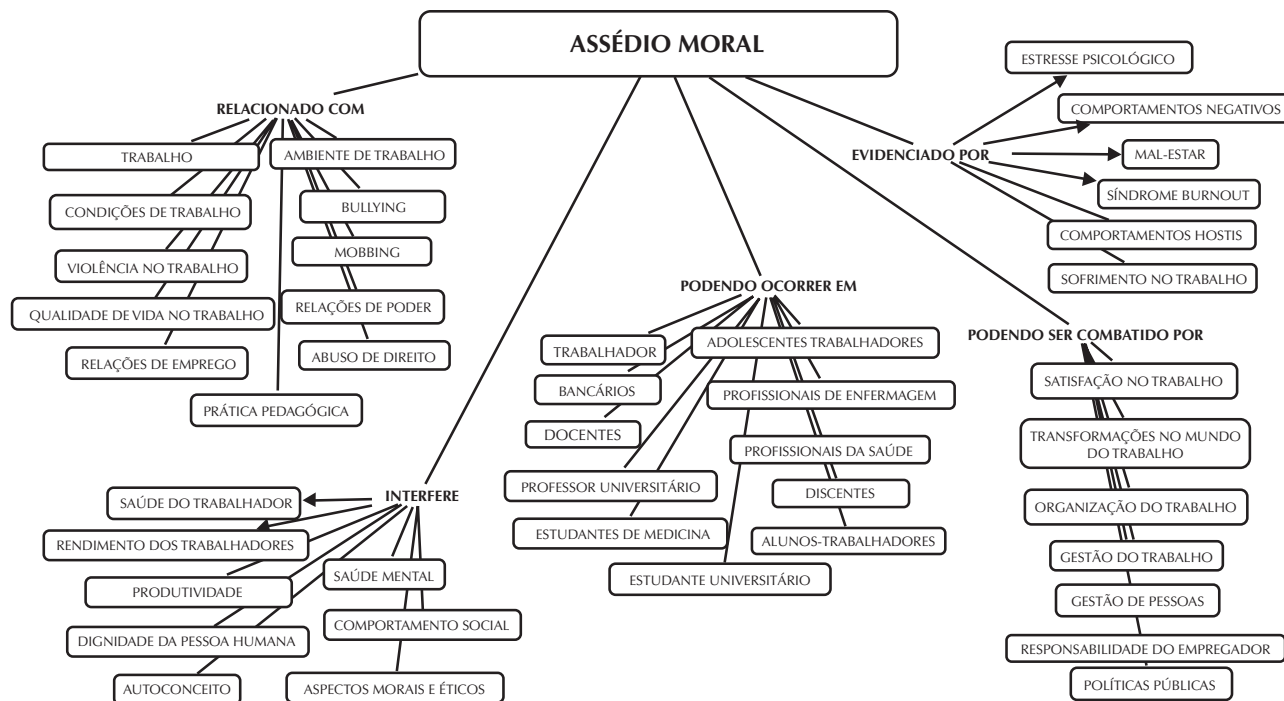 ASSÉDIO MORAL
RELACIONADO COM
TRABALHO
AMBIENTE DE TRABALHO
CONDIÇÕES DE TRABALHO
BULLYING
VIOLÊNCIA NO TRABALHO
MOBBING
QUALIDADE DE VIDA NO TRABALHO
RELAÇÕES DE PODER
RELAÇÕES DE EMPREGO
ABUSO DE DIREITO
PRÁTICA PEDAGÓGICA
EVIDENCIADO POR
ESTRESSE PSICOLÓGICO
COMPORTAMENTOS NEGATIVOS
MAL-ESTAR
SÍNDROME BURNOUT
COMPORTAMENTOS HOSTIS
SOFRIMENTO NO TRABALHO
PODENDO OCORRER EM
TRABALHADOR
ADOLESCENTES TRABALHADORES
BANCÁRIOS
PROFISSIONAIS DE ENFERMAGEM
DOCENTES
PROFISSIONAIS DA SAÚDE
PROFESSOR UNIVERSITÁRIO
DISCENTES
ESTUDANTES DE MEDICINA
ALUNOS-TRABALHADORES
ESTUDANTE UNIVERSITÁRIO
PODENDO SER COMBATIDO POR
SATISFAÇÃO NO TRABALHO
TRANSFORMAÇÕES NO MUNDO
DO TRABALHO
ORGANIZAÇÃO DO TRABALHO
GESTÃO DO TRABALHO
GESTÃO DE PESSOAS
RESPONSABILIDADE DO EMPREGADOR
POLÍTICAS PÚBLICAS
INTERFERE
SAÚDE DO TRABALHADOR
RENDIMENTO DOS TRABALHADORES
SAÚDE MENTAL
PRODUTIVIDADE
COMPORTAMENTO SOCIAL
DIGNIDADE DA PESSOA HUMANA
AUTOCONCEITO
ASPECTOS MORAIS E ÉTICOS